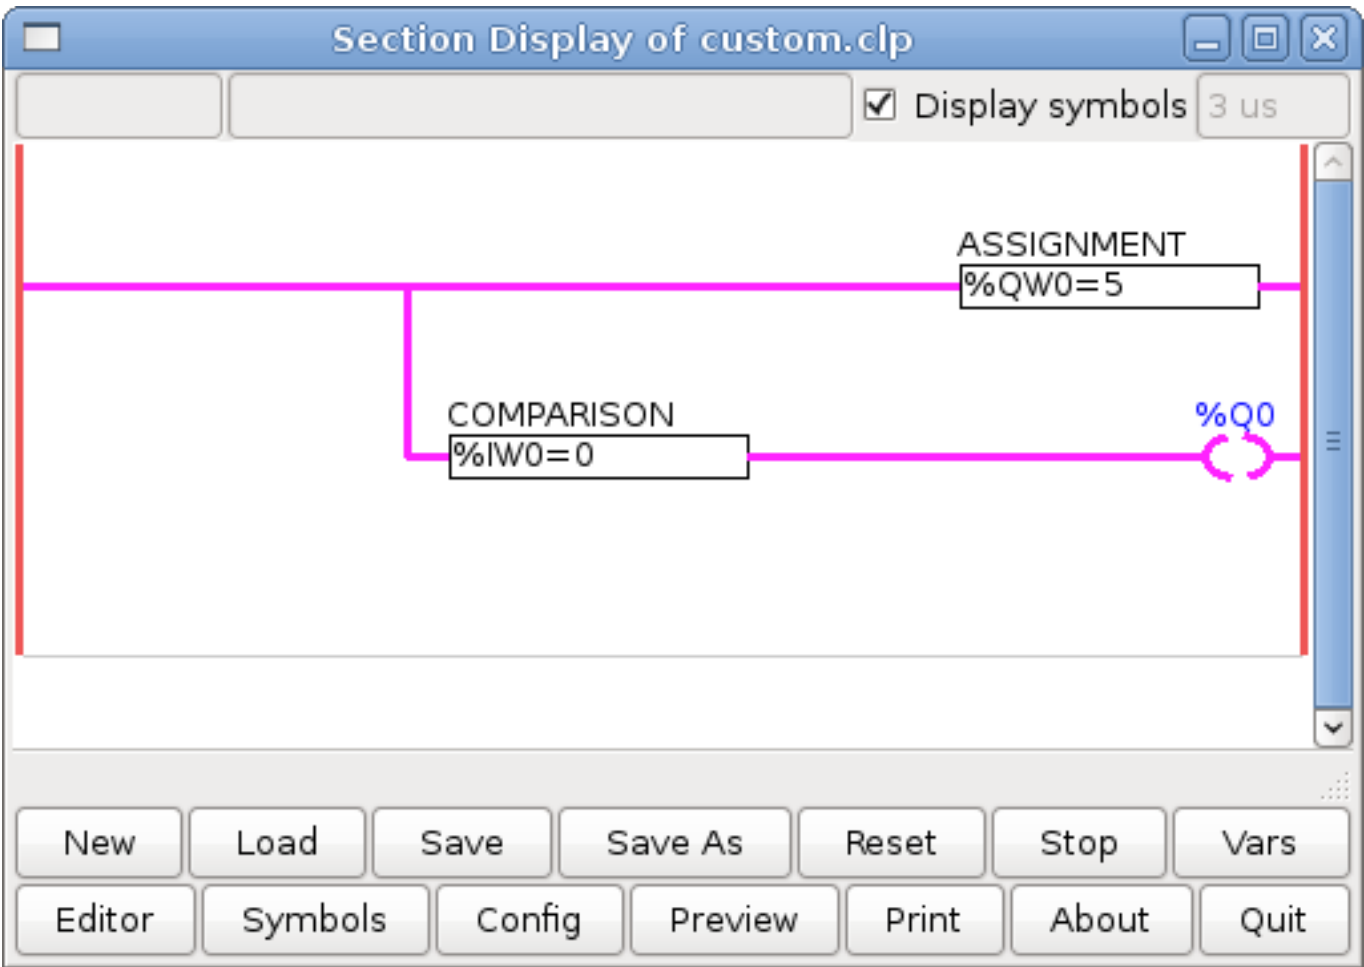 Section Display of custom.clp
Display symbols 3 us
ASSIGNMENT
%QW0=5
COMPARISON %Q0
%IW0=0
New Load Save Save As Reset Stop Vars
Editor Symbols Config Preview Print About Quit